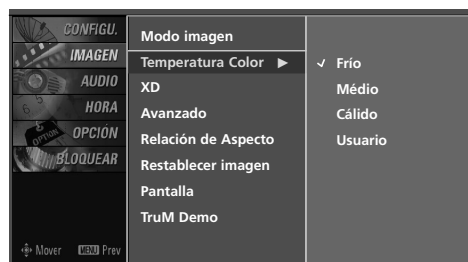 CONFIGU.
IMAGEN
AUDIO
HORA
OPCIÓN
BLOQUEAR
Mover MENU Prev
Modo imagen
Temperatura Color ►
XD
Avanzado
Relación de Aspecto
Restablecer imagen
Pantalla
TruM Demo
✓ Frío
Médio
Cálido
Usuario